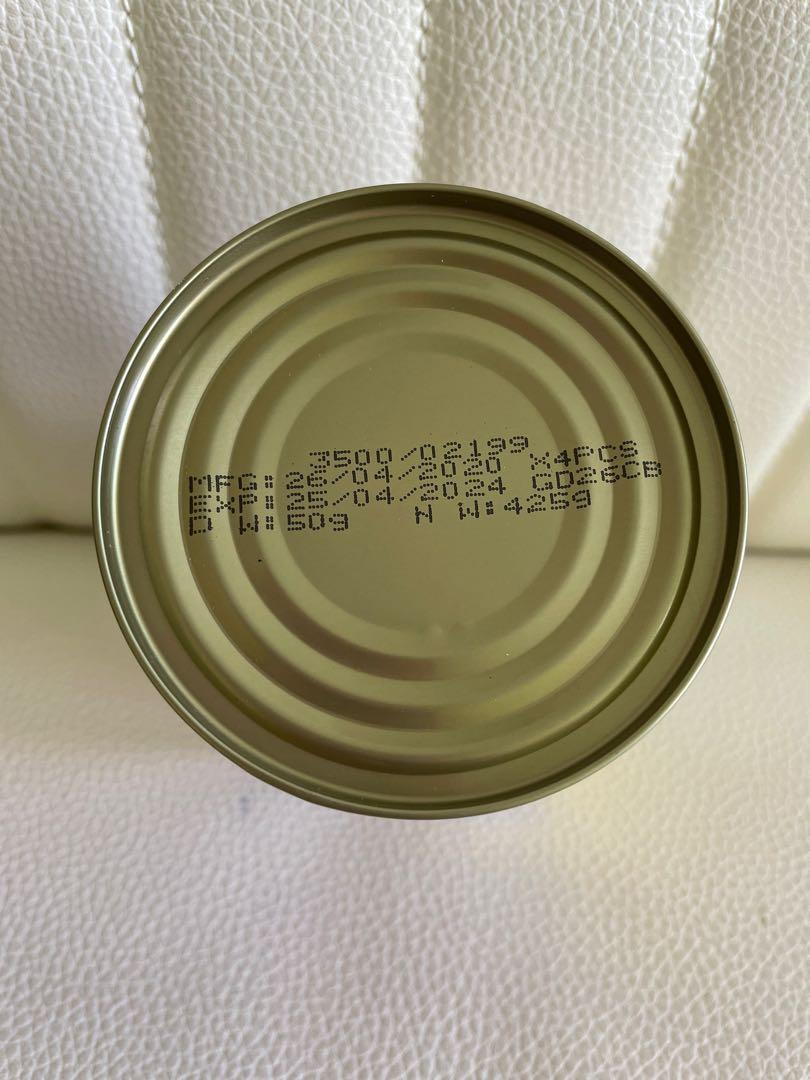 3500/02199
MFG:26/04/2020 X4PCS
EXP:25/04/2024 GD26CB
D W:50g N W:425g